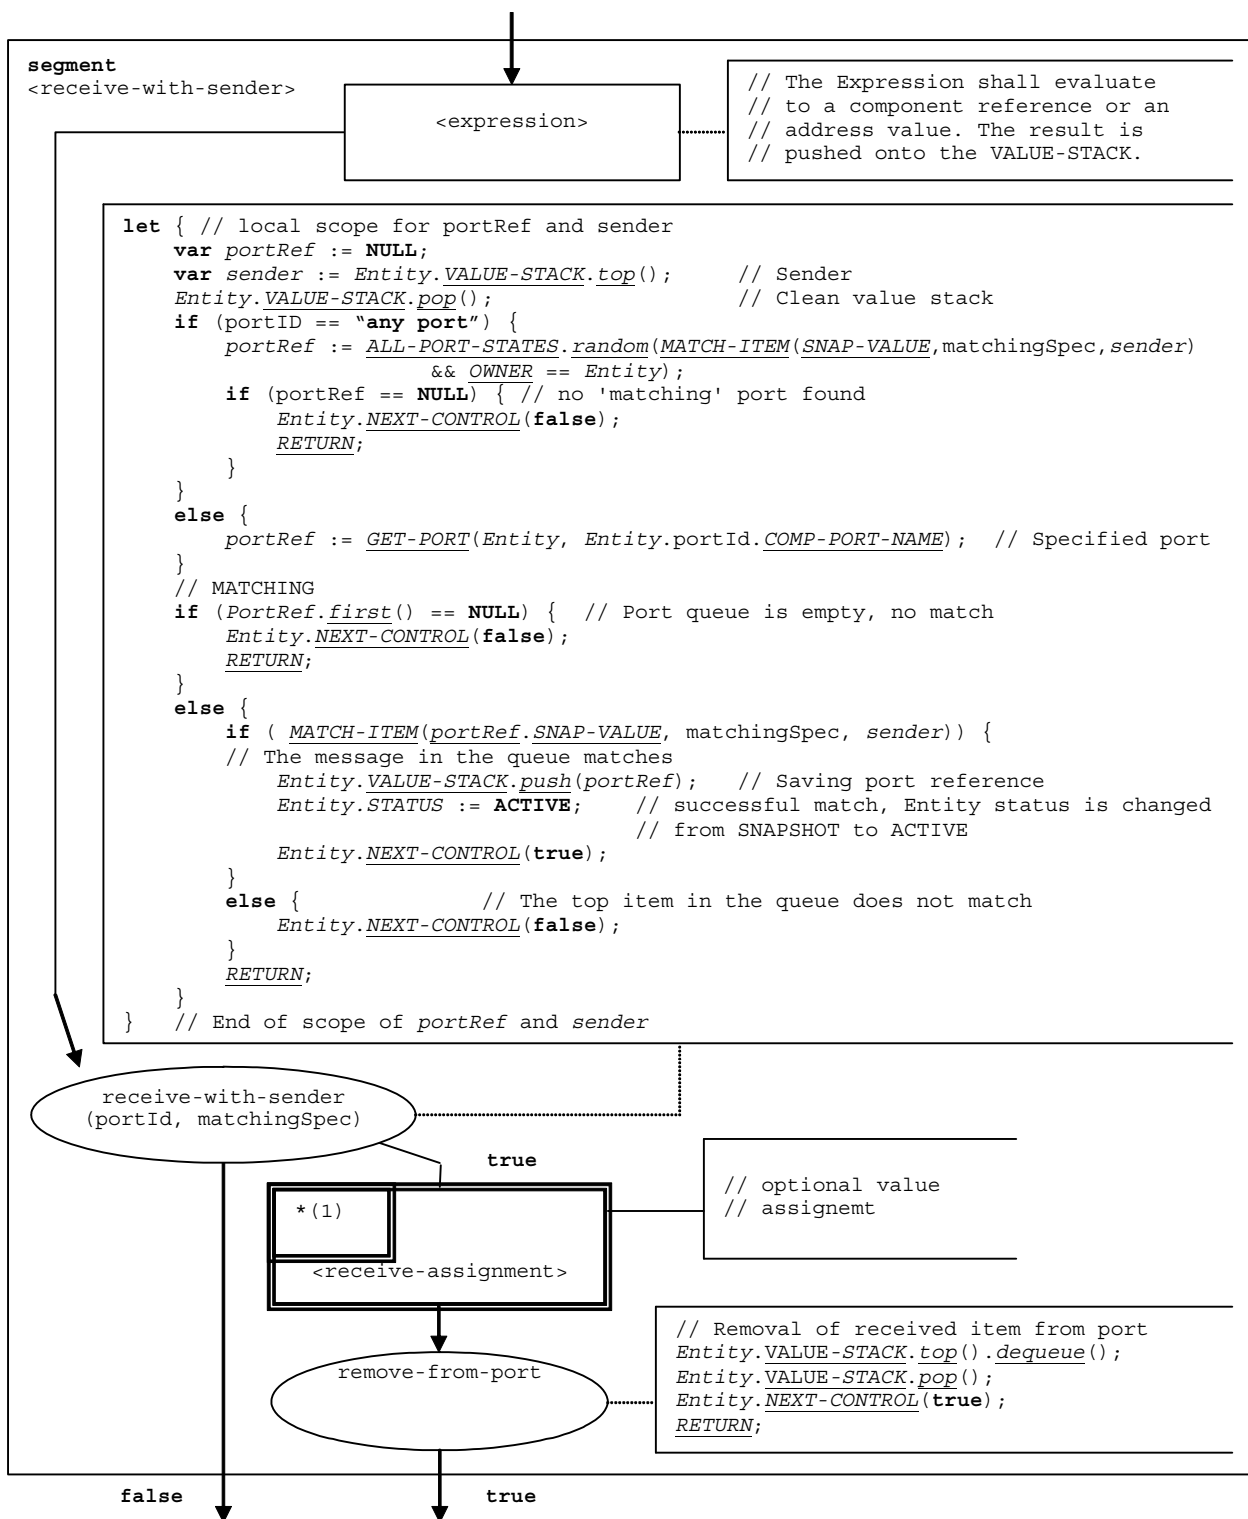 segment
<receive-with-sender>
<expression>
// The Expression shall evaluate
// to a component reference or an
// address value. The result is
// pushed onto the VALUE-STACK.
let { // local scope for portRef and sender
var portRef := NULL;
var sender := Entity.VALUE-STACK.top(); // Sender
Entity.VALUE-STACK.pop(); // Clean value stack
if (portID == “any port”) {
portRef := ALL-PORT-STATES.random(MATCH-ITEM(SNAP-VALUE,matchingSpec,sender)
&& OWNER == Entity);
if (portRef == NULL) { // no 'matching' port found
Entity.NEXT-CONTROL(false);
RETURN;
}
}
else {
portRef := GET-PORT(Entity, Entity.portId.COMP-PORT-NAME); // Specified port
}
// MATCHING
if (PortRef.first() == NULL) { // Port queue is empty, no match
Entity.NEXT-CONTROL(false);
RETURN;
}
else {
if ( MATCH-ITEM(portRef.SNAP-VALUE, matchingSpec, sender)) {
// The message in the queue matches
Entity.VALUE-STACK.push(portRef); // Saving port reference
Entity.STATUS := ACTIVE; // successful match, Entity status is changed
// from SNAPSHOT to ACTIVE
Entity.NEXT-CONTROL(true);
}
else { // The top item in the queue does not match
Entity.NEXT-CONTROL(false);
}
RETURN;
}
} // End of scope of portRef and sender
receive-with-sender
(portId, matchingSpec)
true
*(1)
<receive-assignment>
// optional value
// assignemt
remove-from-port
// Removal of received item from port
Entity.VALUE-STACK.top().dequeue();
Entity.VALUE-STACK.pop();
Entity.NEXT-CONTROL(true);
RETURN;
false
true